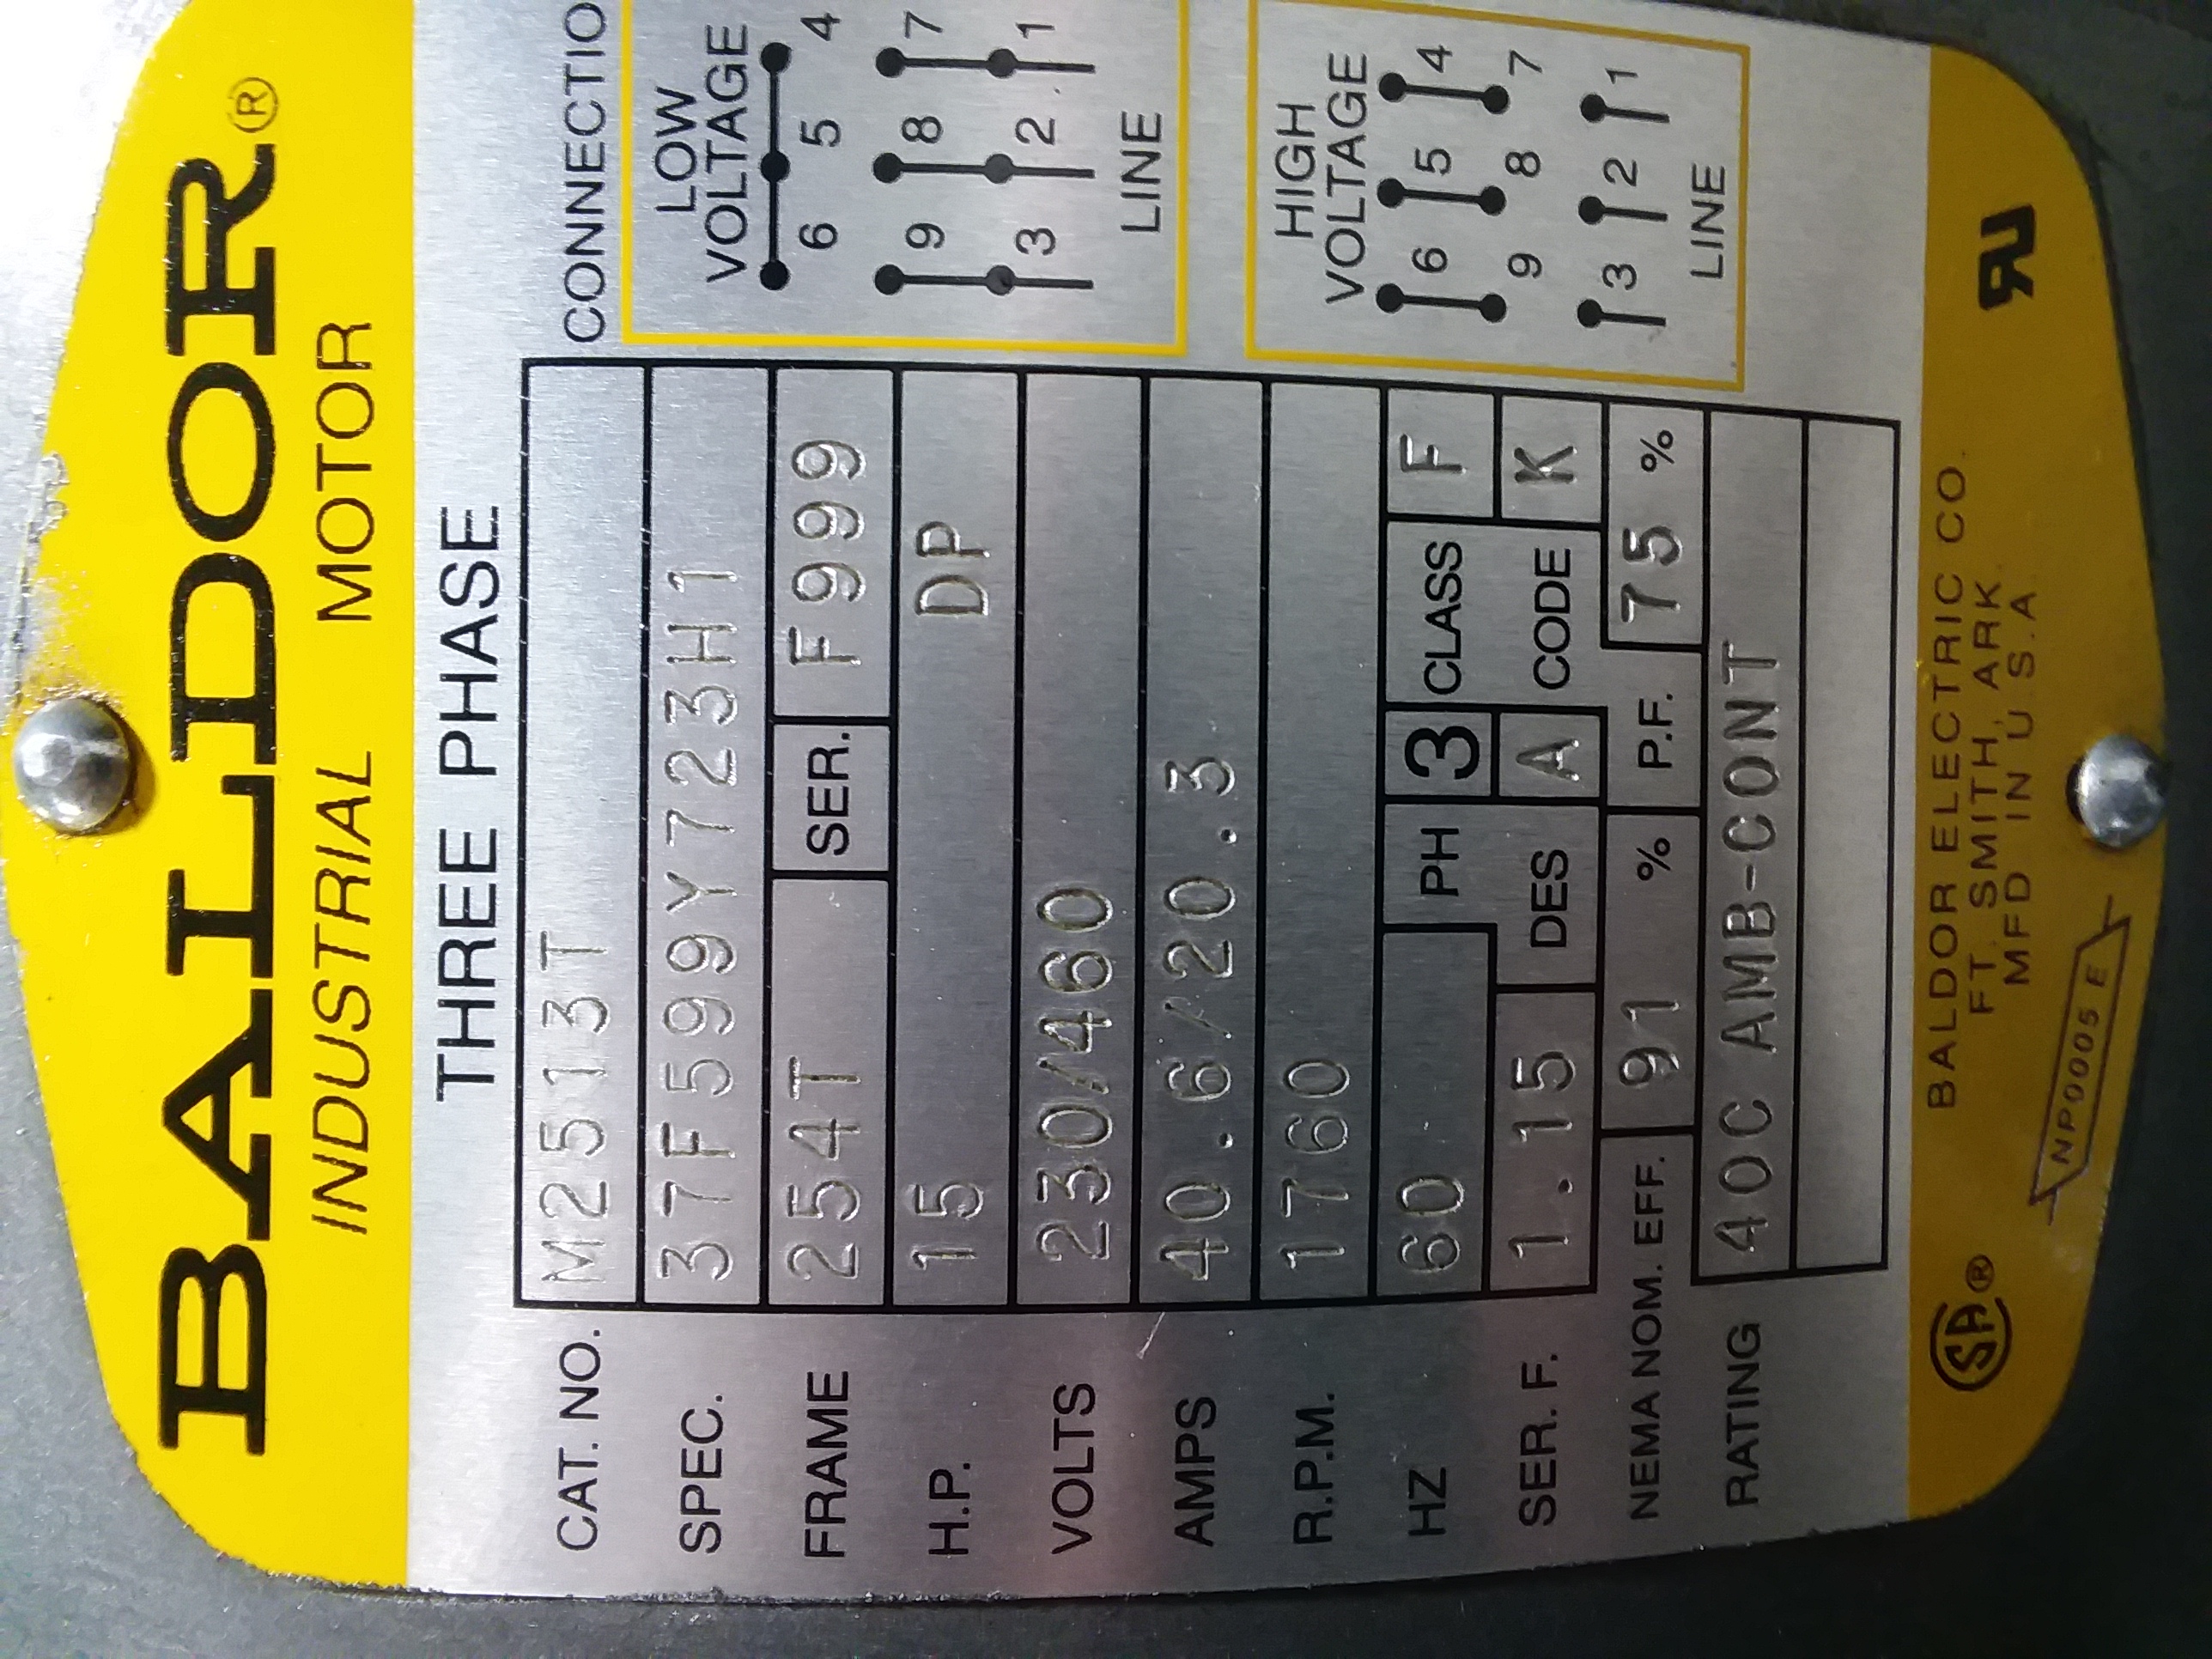 BALDOR®
INDUSTRIAL MOTOR
THREE PHASE
CAT. NO. M2513T
SPEC. 37F599Y723H1
FRAME 254T SER. F999
H.P. 15 DP
VOLTS 230/460
AMPS 40.6/20.3
R.P.M. 1760
HZ 60 PH 3 CLASS F
SER. F. 1.15 DES A CODE K
NEMA NOM. EFF. 91 % P.F. 75 %
RATING 40C AMB-CONT
CONNECTIO
LOW
VOLTAGE
6 5 4
9 8 7
3 2 1
LINE
HIGH
VOLTAGE
6 5 4
9 8 7
3 2 1
LINE
SA®
BALDOR ELECTRIC CO.
FT. SMITH, ARK.
MFD IN U.S.A.
NP0005 E
RU